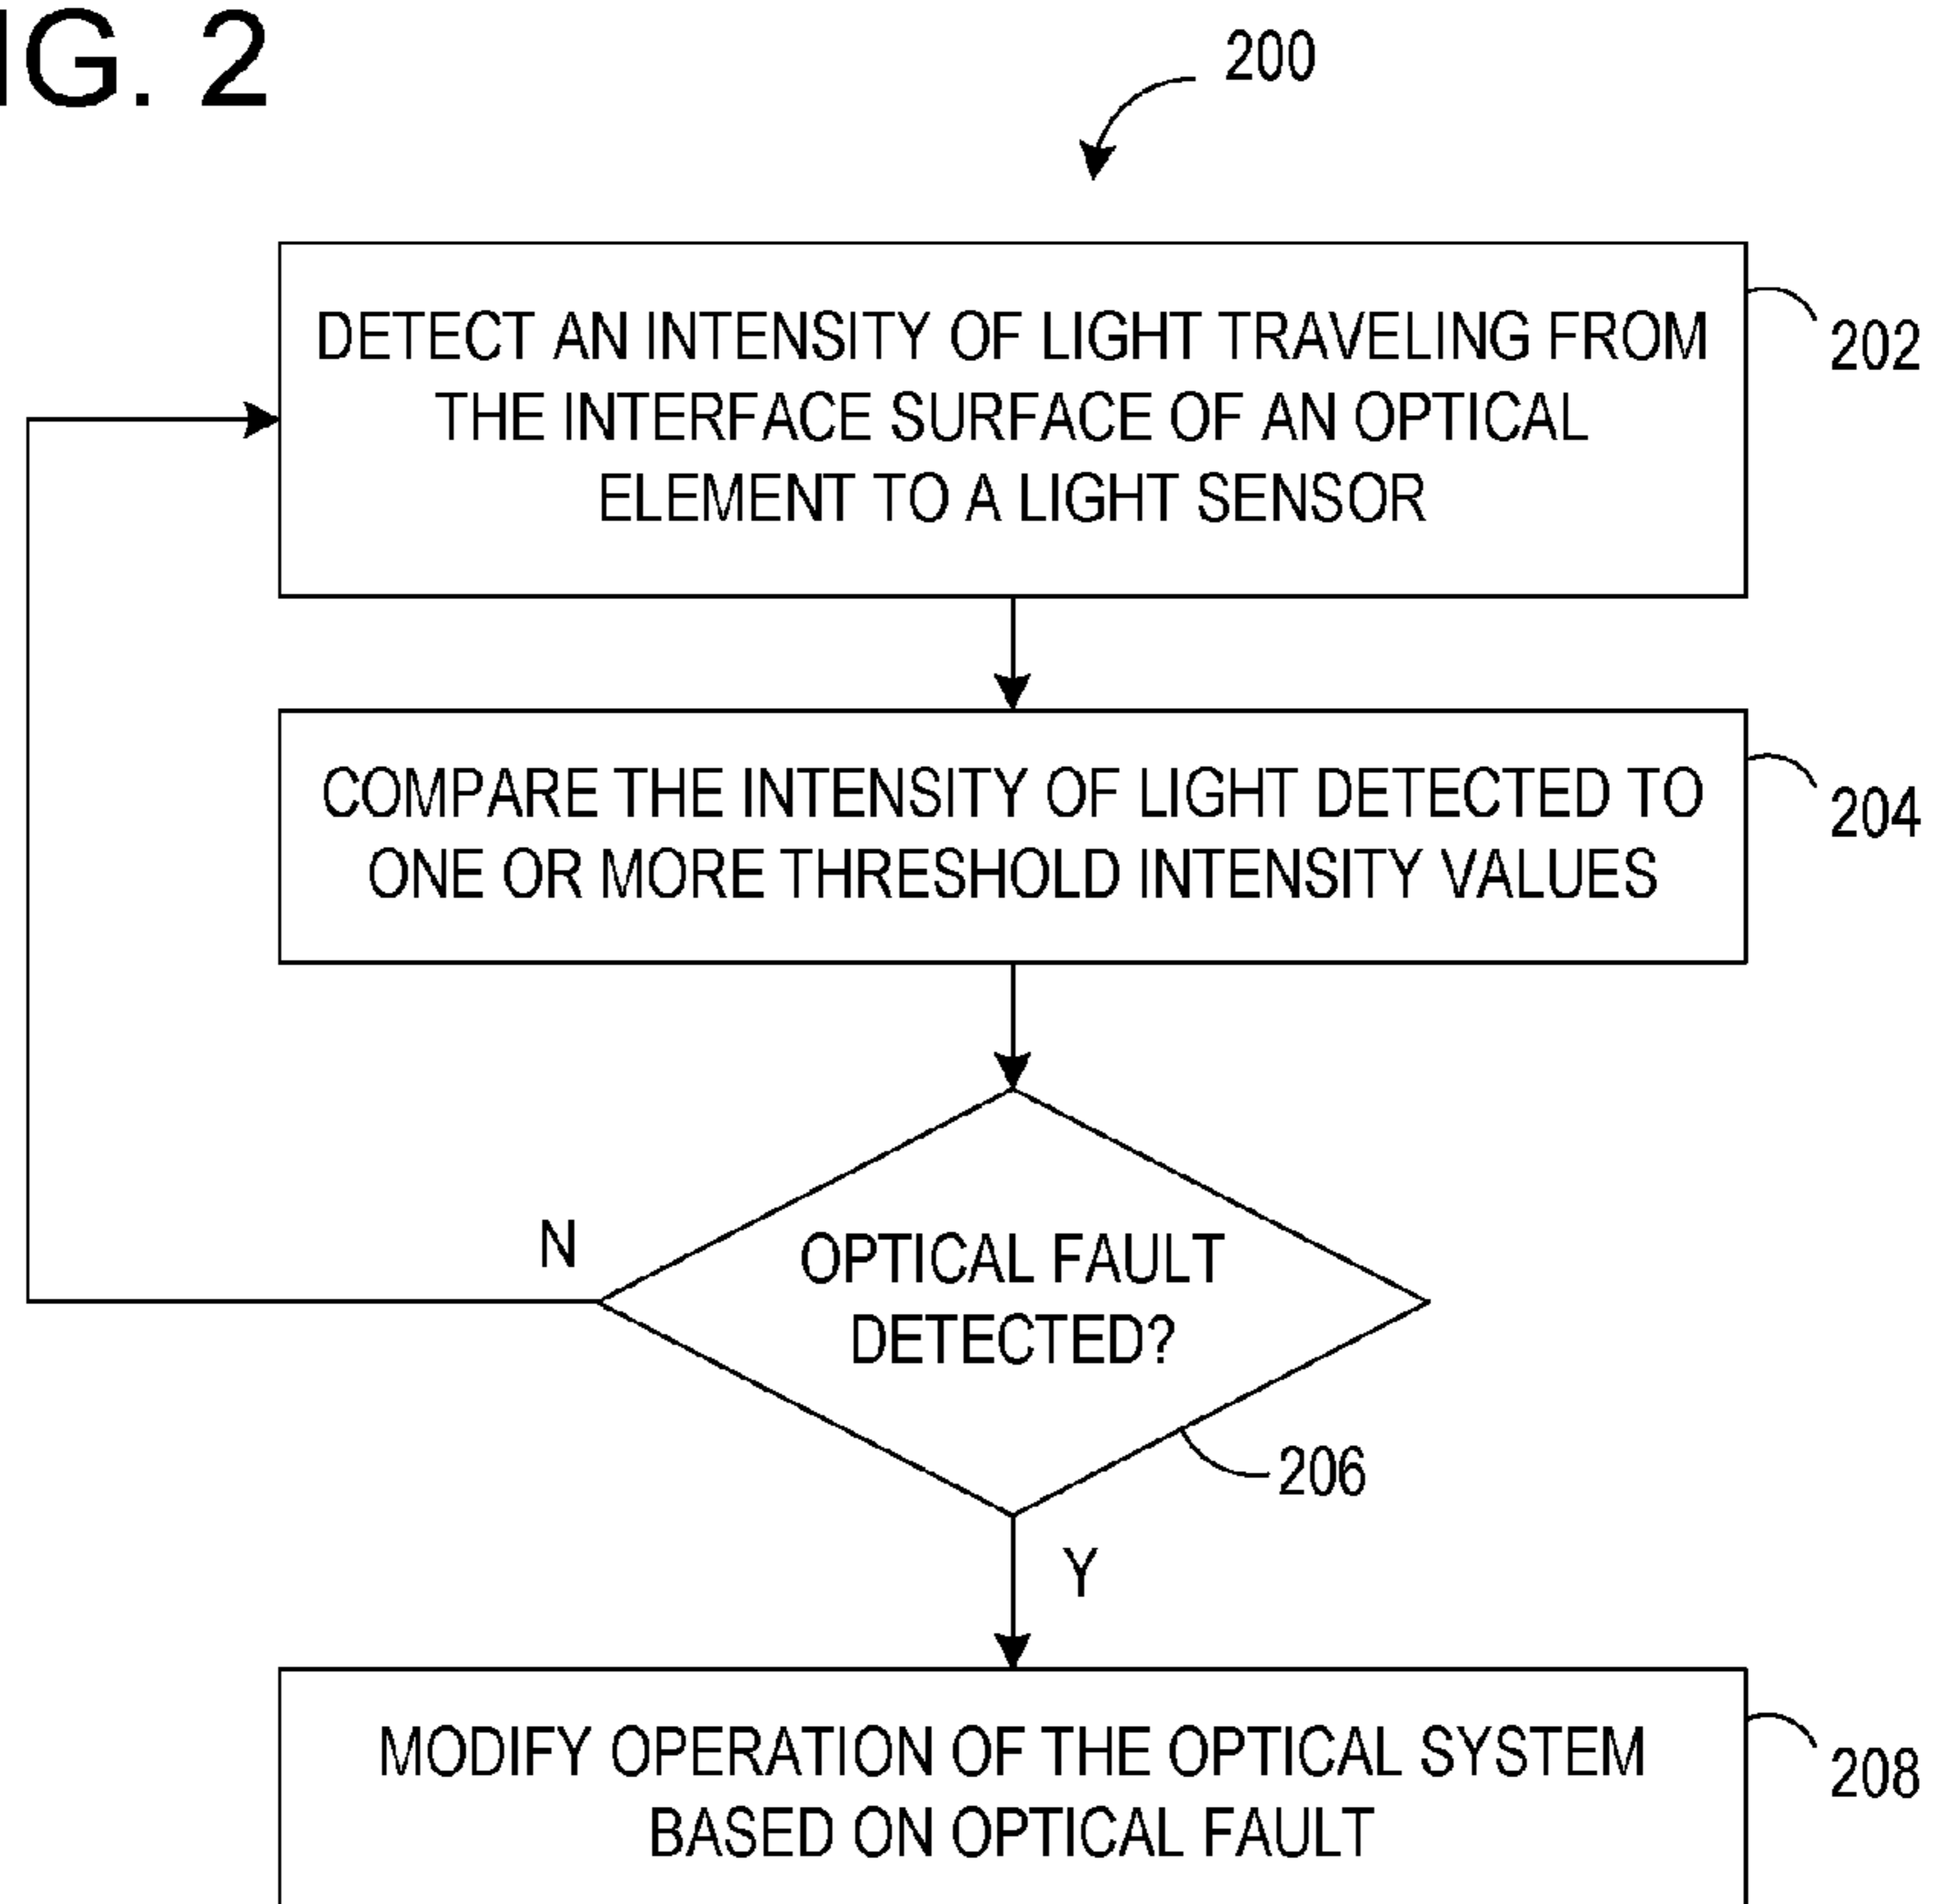 IG. 2
200
DETECT AN INTENSITY OF LIGHT TRAVELING FROM
THE INTERFACE SURFACE OF AN OPTICAL
ELEMENT TO A LIGHT SENSOR
202
COMPARE THE INTENSITY OF LIGHT DETECTED TO
ONE OR MORE THRESHOLD INTENSITY VALUES
204
N
OPTICAL FAULT
DETECTED?
206
Y
MODIFY OPERATION OF THE OPTICAL SYSTEM
BASED ON OPTICAL FAULT
208